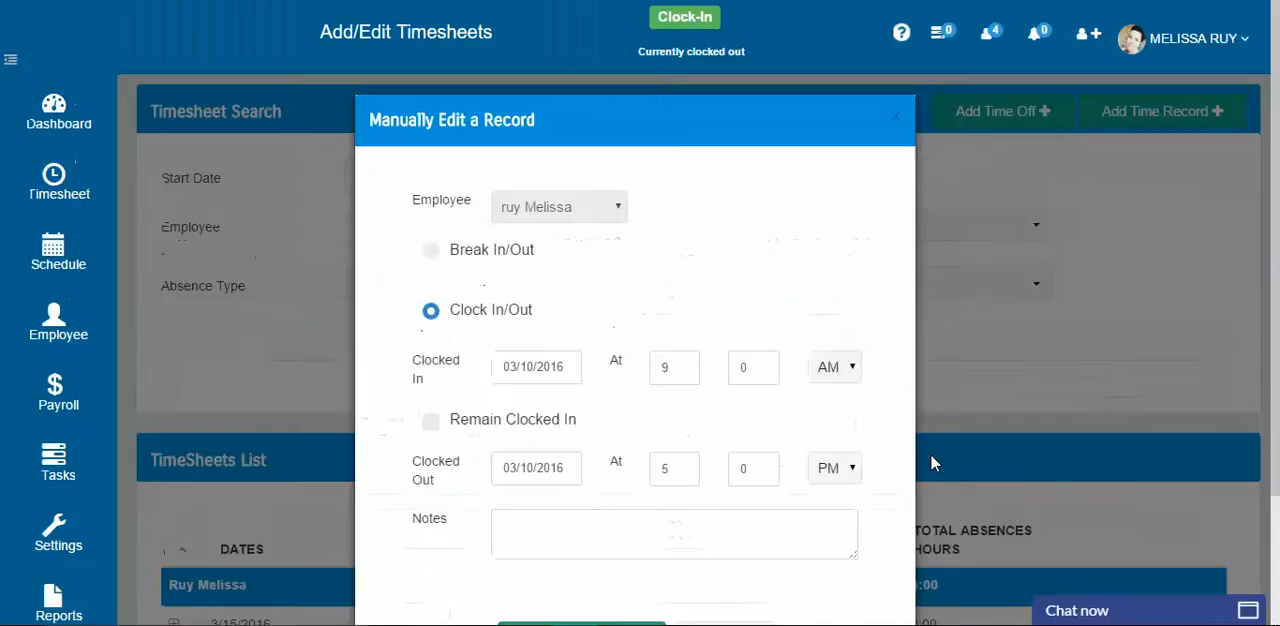 Add/Edit Timesheets
Clock-In
Currently clocked out
0
4
0
MELISSA RUY
Dashboard
Timesheet
Schedule
Employee
Payroll
Tasks
Settings
Reports
Timesheet Search
Add Time Off
Add Time Record
Start Date
Employee
Absence Type
Manually Edit a Record
Employee
ruy Melissa
Break In/Out
Clock In/Out
Clocked In
03/10/2016
At
9
0
AM
Remain Clocked In
Clocked Out
03/10/2016
At
5
0
PM
Notes
TimeSheets List
DATES
TOTAL ABSENCES
HOURS
Ruy Melissa
:00
3/15/2016
Chat now